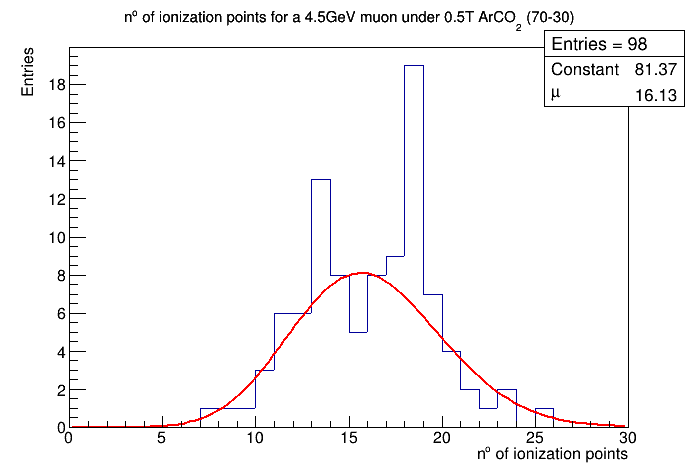 nº of ionization points for a 4.5GeV muon under 0.5T ArCO2 (70-30)
Entries = 98
Constant 81.37
μ 16.13
Entries
18
16
14
12
10
8
6
4
2
0
0 5 10 15 20 25 30
nº of ionization points